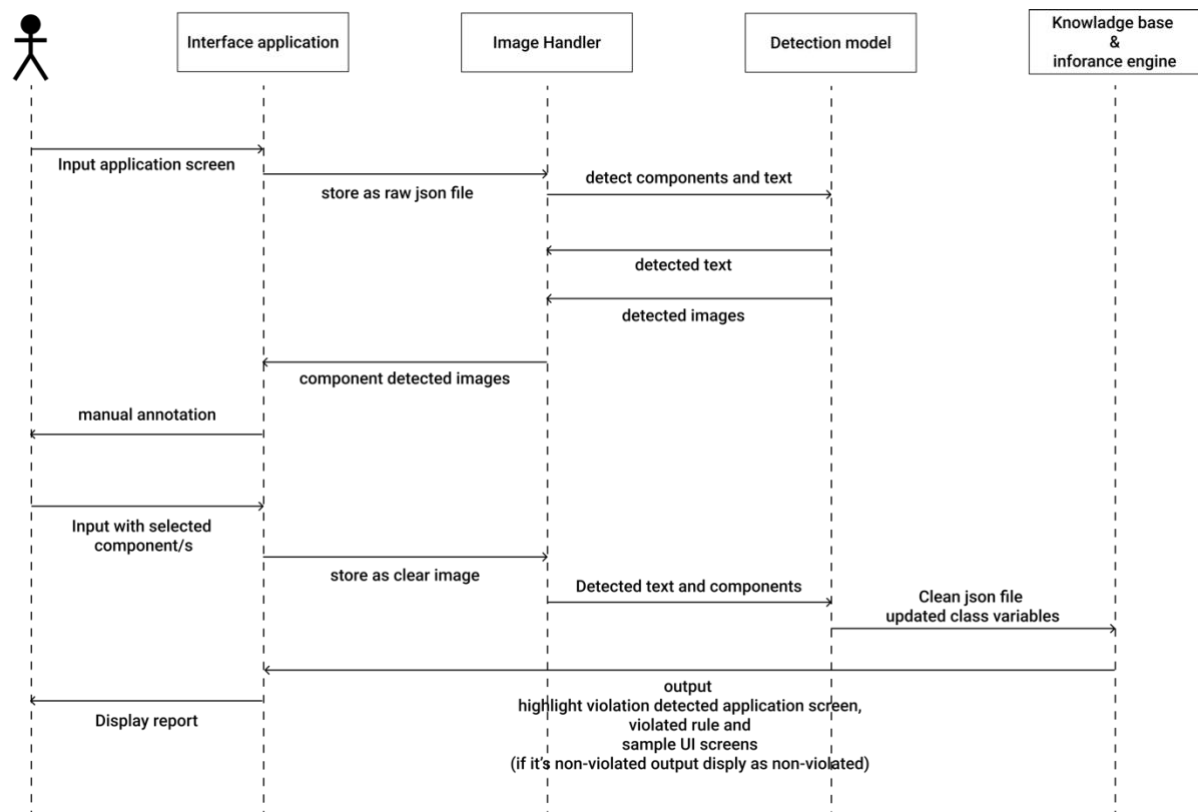 Interface application
Image Handler
Detection model
Knowladge base
&
inforance engine
Input application screen
store as raw json file
detect components and text
detected text
detected images
component detected images
manual annotation
Input with selected
component/s
store as clear image
Detected text and components
Clean json file
updated class variables
output
highlight violation detected application screen,
violated rule and
sample UI screens
(if it's non-violated output disply as non-violated)
Display report